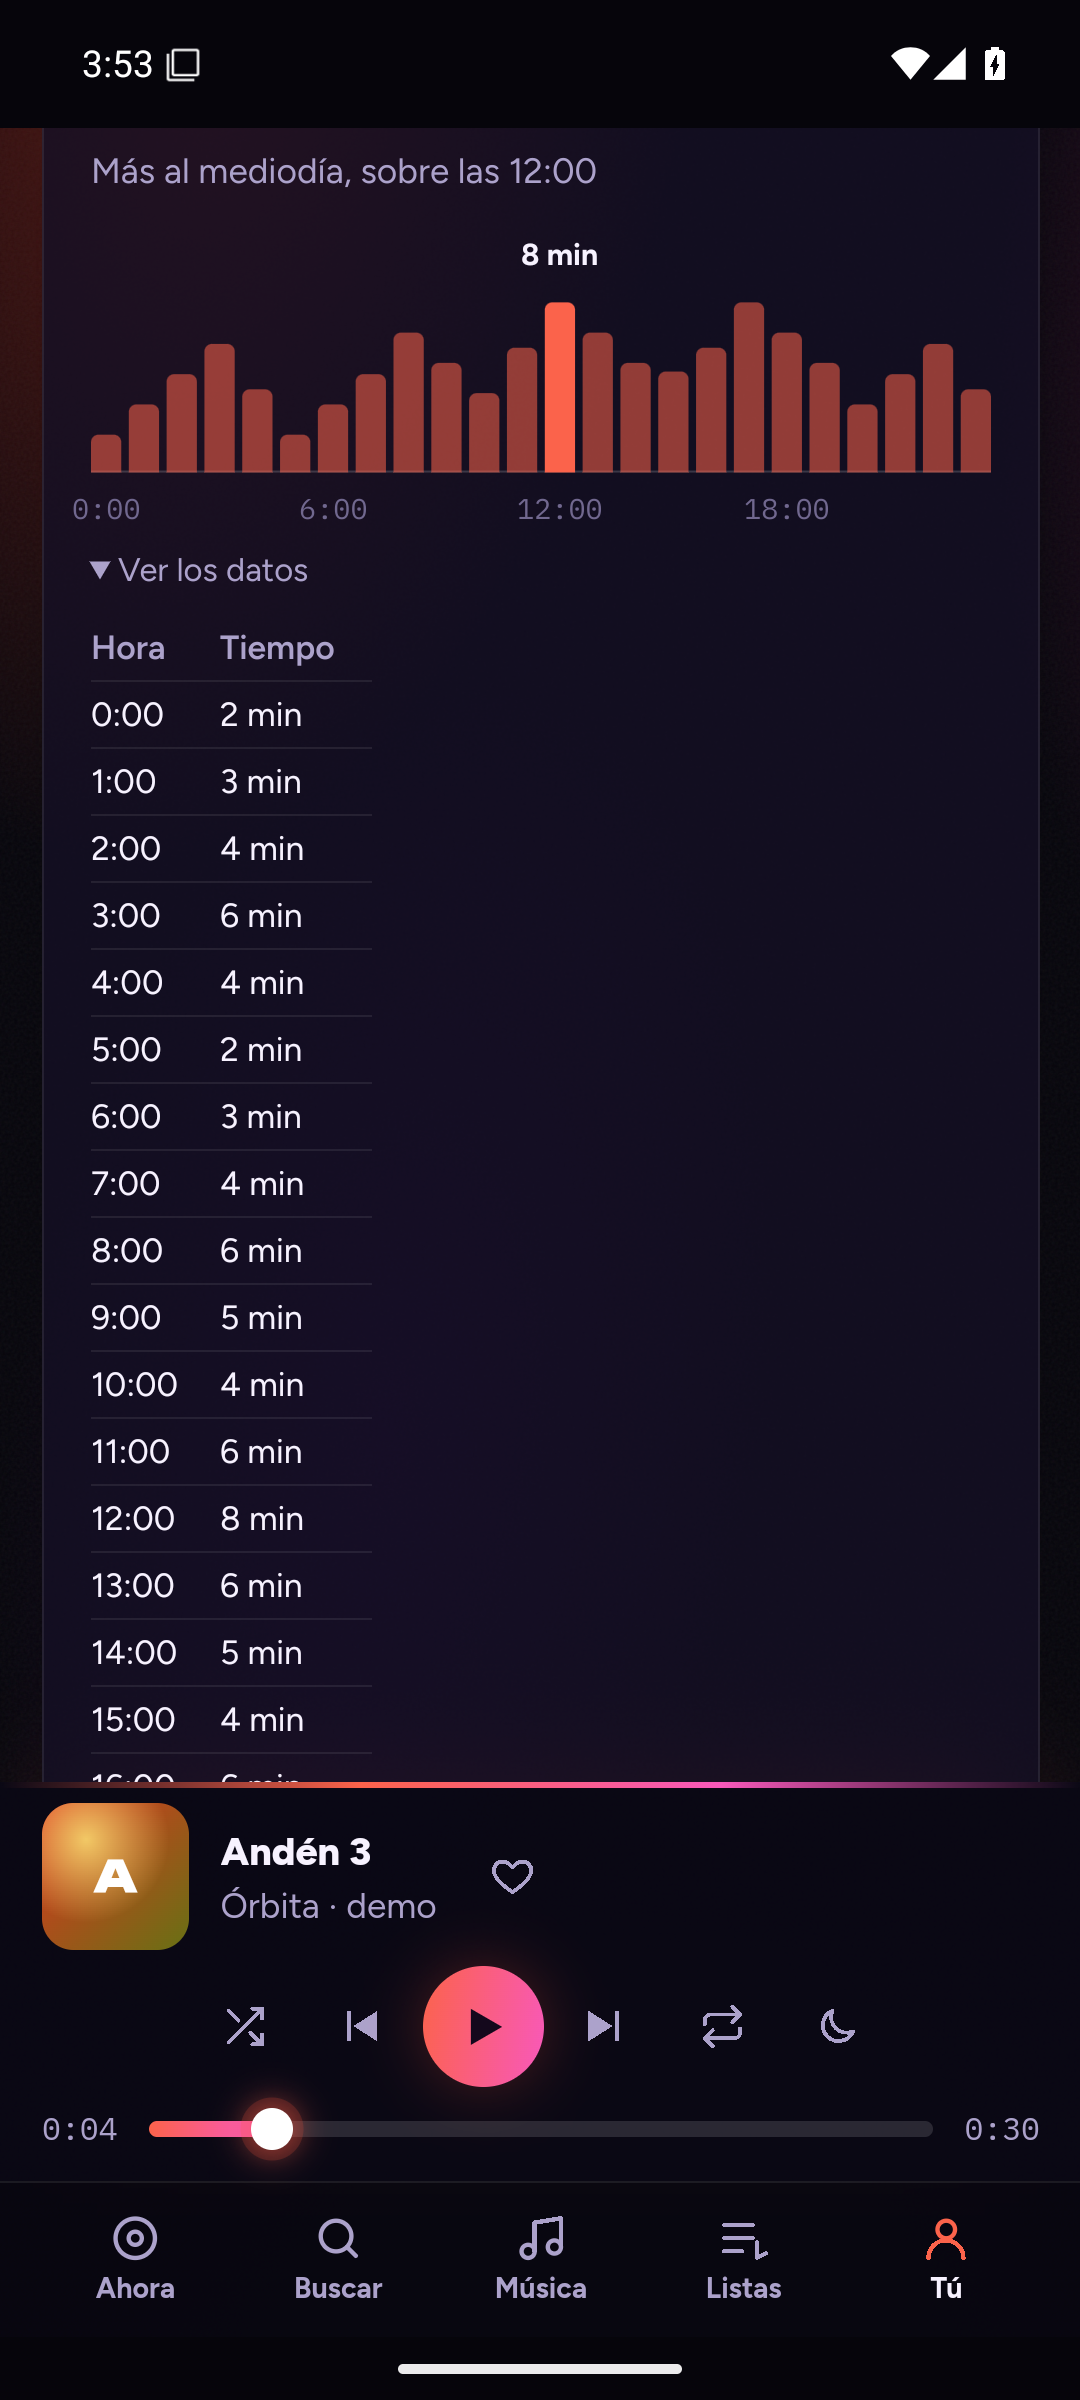 3:53
Más al mediodía, sobre las 12:00
8 min
0:00 6:00 12:00 18:00
▼ Ver los datos
Hora Tiempo
0:00 2 min
1:00 3 min
2:00 4 min
3:00 6 min
4:00 4 min
5:00 2 min
6:00 3 min
7:00 4 min
8:00 6 min
9:00 5 min
10:00 4 min
11:00 6 min
12:00 8 min
13:00 6 min
14:00 5 min
15:00 4 min
16:00 6 min
A
Andén 3
Órbita · demo
0:04 0:30
Ahora Buscar Música Listas Tú